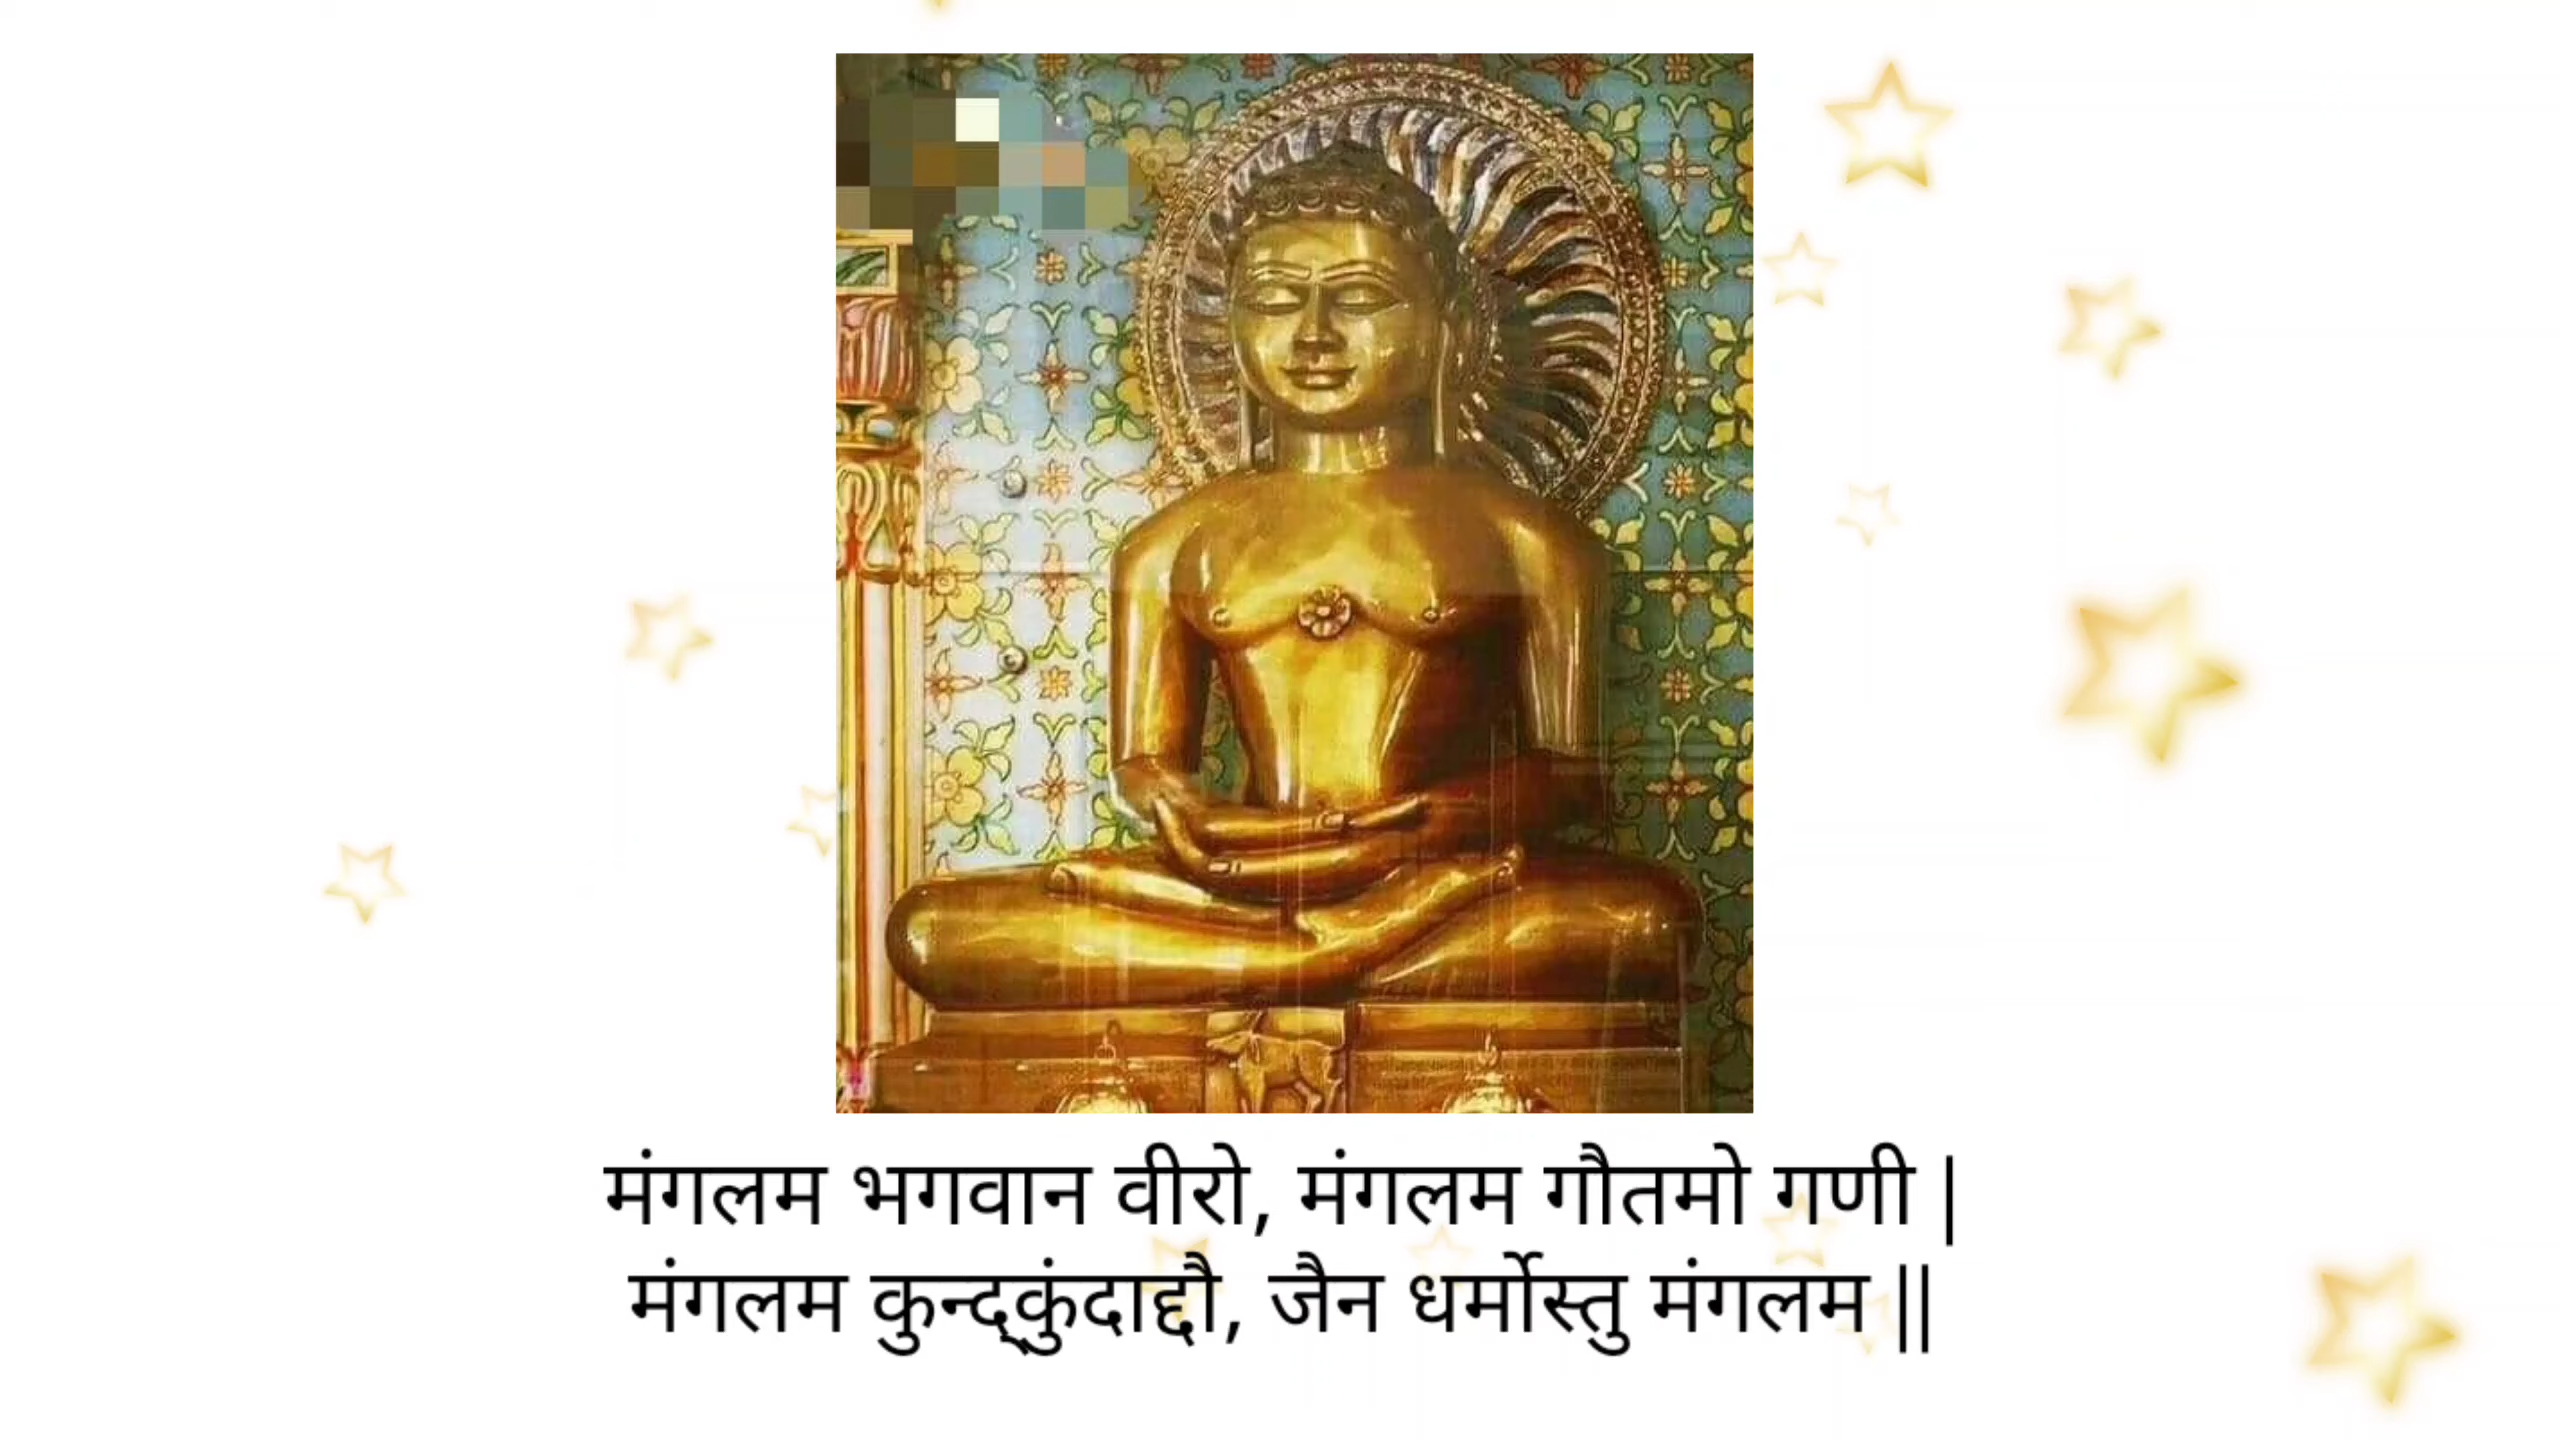 मंगलम भगवान वीरो, मंगलम गौतमो गणी |
मंगलम कुन्द्कुंदाद्दौ, जैन धर्मोस्तु मंगलम ||